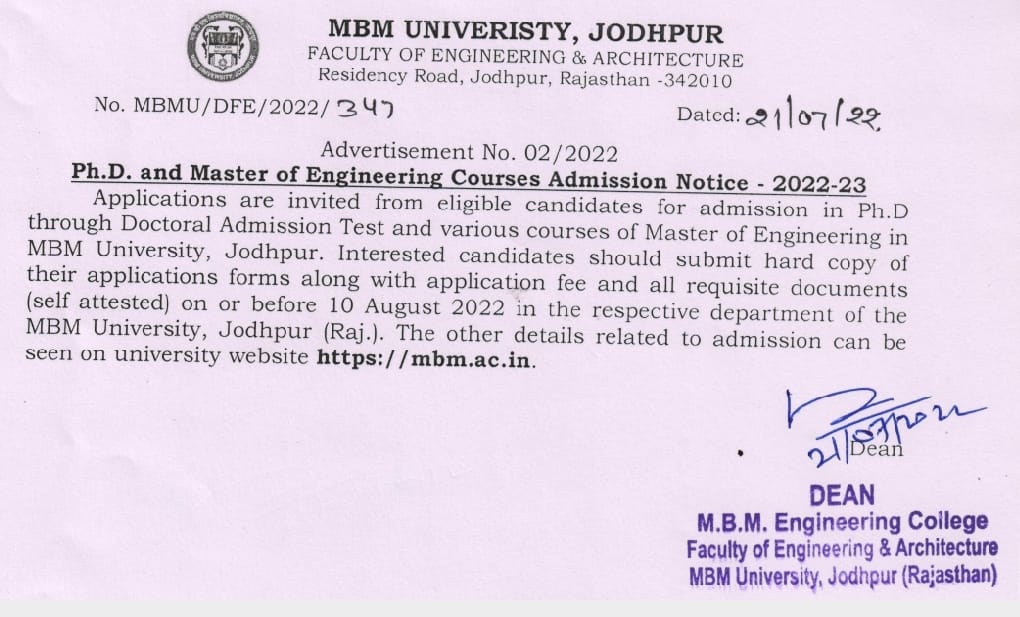 MBM UNIVERISTY, JODHPUR
FACULTY OF ENGINEERING & ARCHITECTURE
Residency Road, Jodhpur, Rajasthan -342010
No. MBMU/DFE/2022/347
Dated: 21/07/22
Advertisement No. 02/2022
Ph.D. and Master of Engineering Courses Admission Notice - 2022-23
Applications are invited from eligible candidates for admission in Ph.D
through Doctoral Admission Test and various courses of Master of Engineering in
MBM University, Jodhpur. Interested candidates should submit hard copy of
their applications forms along with application fee and all requisite documents
(self attested) on or before 10 August 2022 in the respective department of the
MBM University, Jodhpur (Raj.). The other details related to admission can be
seen on university website https://mbm.ac.in.
21/07/2022
Dean
DEAN
M.B.M. Engineering College
Faculty of Engineering & Architecture
MBM University, Jodhpur (Rajasthan)